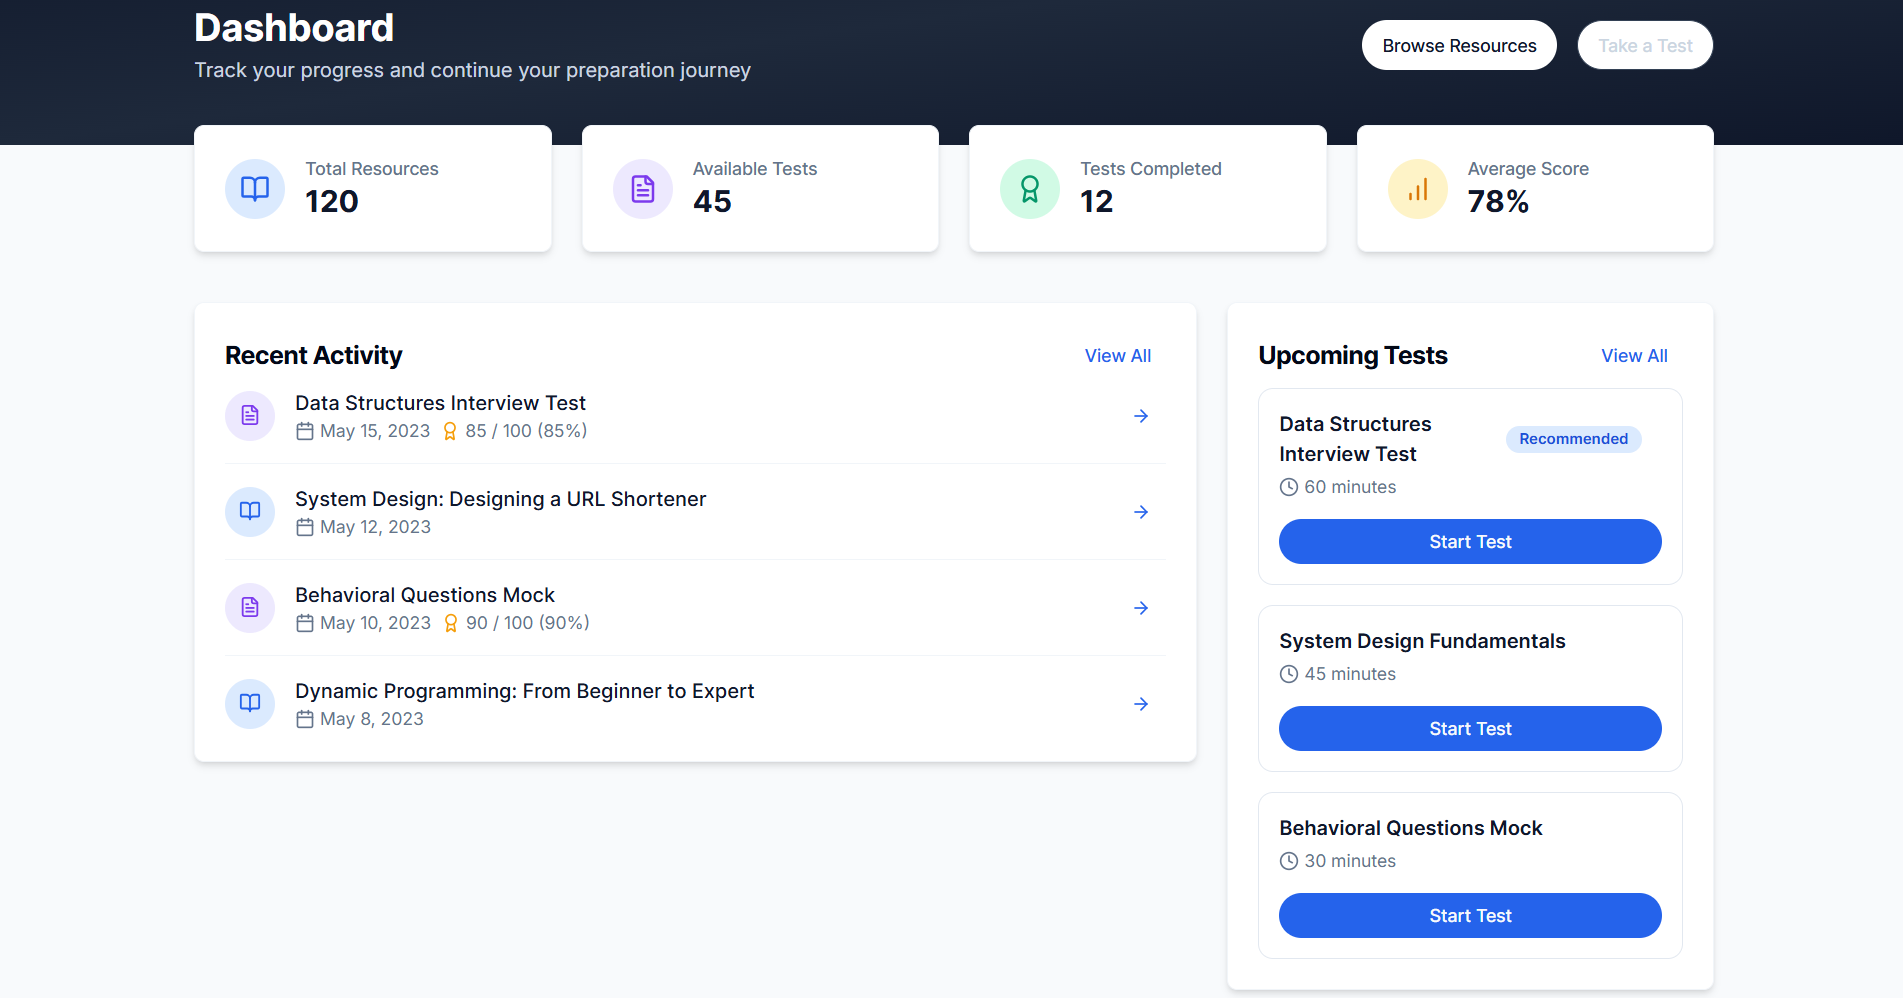 Dashboard
Track your progress and continue your preparation journey
Browse Resources
Take a Test
Total Resources
120
Available Tests
45
Tests Completed
12
Average Score
78%
Recent Activity
View All
Data Structures Interview Test
May 15, 2023 85 / 100 (85%)
System Design: Designing a URL Shortener
May 12, 2023
Behavioral Questions Mock
May 10, 2023 90 / 100 (90%)
Dynamic Programming: From Beginner to Expert
May 8, 2023
Upcoming Tests
View All
Data Structures
Interview Test
Recommended
60 minutes
Start Test
System Design Fundamentals
45 minutes
Start Test
Behavioral Questions Mock
30 minutes
Start Test